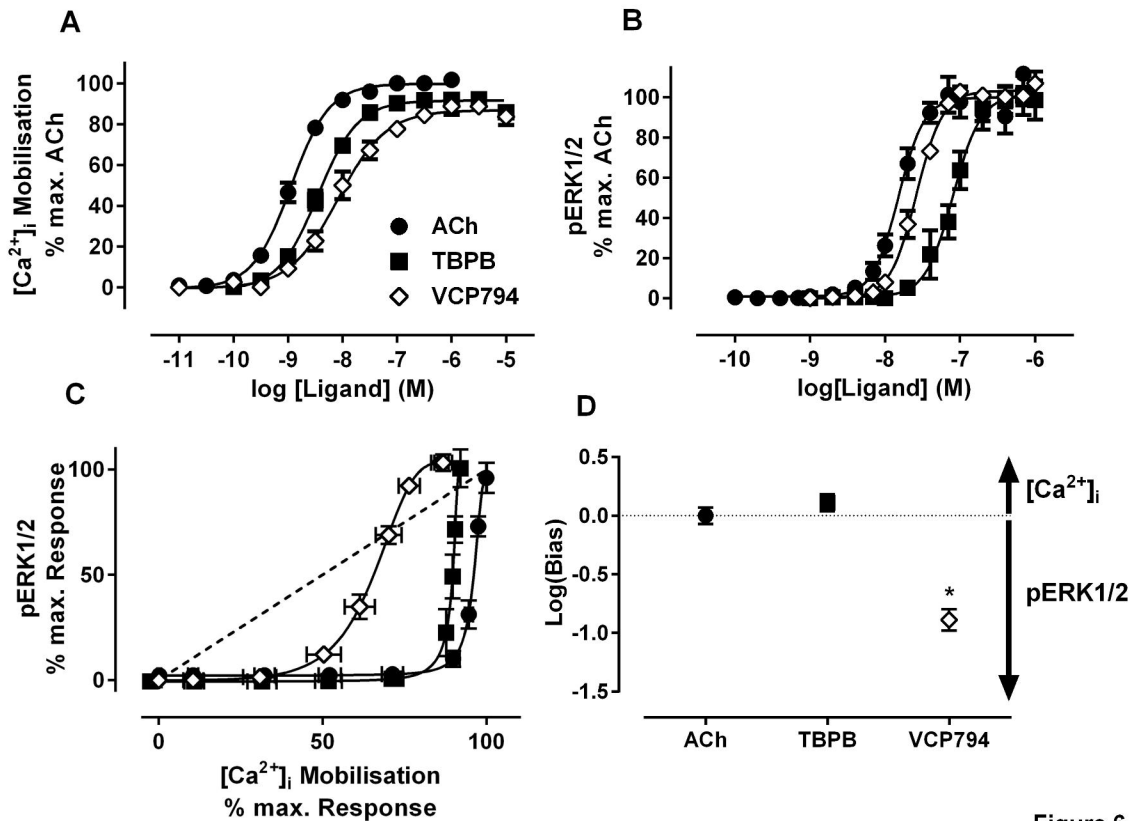 A
[Ca²⁺]ᵢ Mobilisation
% max. ACh
100
80
60
40
20
0
ACh
TBPB
VCP794
-11 -10 -9 -8 -7 -6 -5
log [Ligand] (M)
B
pERK1/2
% max. ACh
100
80
60
40
20
0
-10 -9 -8 -7 -6
log[Ligand] (M)
C
pERK1/2
% max. Response
100
50
0
0 50 100
[Ca²⁺]ᵢ Mobilisation
% max. Response
D
Log(Bias)
0.5
0.0
-0.5
-1.0
-1.5
*
ACh TBPB VCP794
[Ca²⁺]ᵢ
pERK1/2